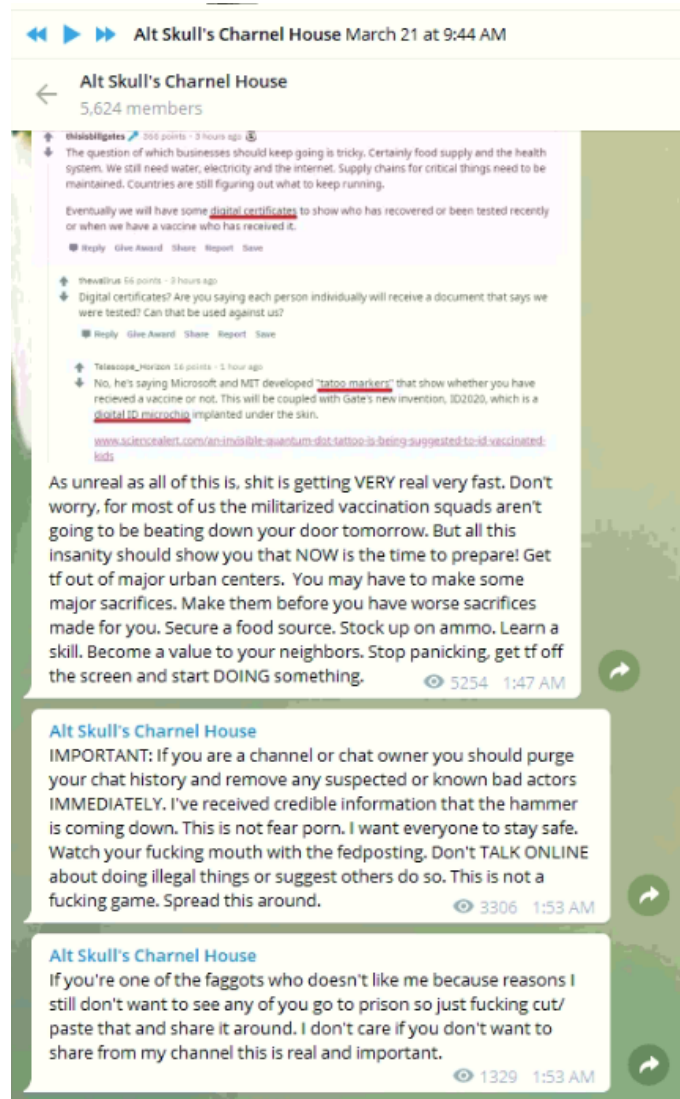 Alt Skull's Charnel House March 21 at 9:44 AM
Alt Skull's Charnel House
5,624 members
thisisbillgates 366 points - 3 hours ago
The question of which businesses should keep going is tricky. Certainly food supply and the health
system. We still need water, electricity and the internet. Supply chains for critical things need to be
maintained. Countries are still figuring out what to keep running.
Eventually we will have some digital certificates to show who has recovered or been tested recently
or when we have a vaccine who has received it.
Reply Give Award Share Report Save
thewalrus 56 points - 3 hours ago
Digital certificates? Are you saying each person individually will receive a document that says we
were tested? Can that be used against us?
Reply Give Award Share Report Save
Telescope_Horizon 16 points - 1 hour ago
No, he's saying Microsoft and MIT developed "tatoo markers" that show whether you have
recieved a vaccine or not. This will be coupled with Gate's new invention, ID2020, which is a
digital ID microchip implanted under the skin.
www.sciencealert.com/an-invisible-quantum-dot-tattoo-is-being-suggested-to-id-vaccinated-
kids
As unreal as all of this is, shit is getting VERY real very fast. Don't
worry, for most of us the militarized vaccination squads aren't
going to be beating down your door tomorrow. But all this
insanity should show you that NOW is the time to prepare! Get
tf out of major urban centers. You may have to make some
major sacrifices. Make them before you have worse sacrifices
made for you. Secure a food source. Stock up on ammo. Learn a
skill. Become a value to your neighbors. Stop panicking, get tf off
the screen and start DOING something.
5254 1:47 AM
Alt Skull's Charnel House
IMPORTANT: If you are a channel or chat owner you should purge
your chat history and remove any suspected or known bad actors
IMMEDIATELY. I've received credible information that the hammer
is coming down. This is not fear porn. I want everyone to stay safe.
Watch your fucking mouth with the fedposting. Don't TALK ONLINE
about doing illegal things or suggest others do so. This is not a
fucking game. Spread this around.
3306 1:53 AM
Alt Skull's Charnel House
If you're one of the faggots who doesn't like me because reasons I
still don't want to see any of you go to prison so just fucking cut/
paste that and share it around. I don't care if you don't want to
share from my channel this is real and important.
1329 1:53 AM